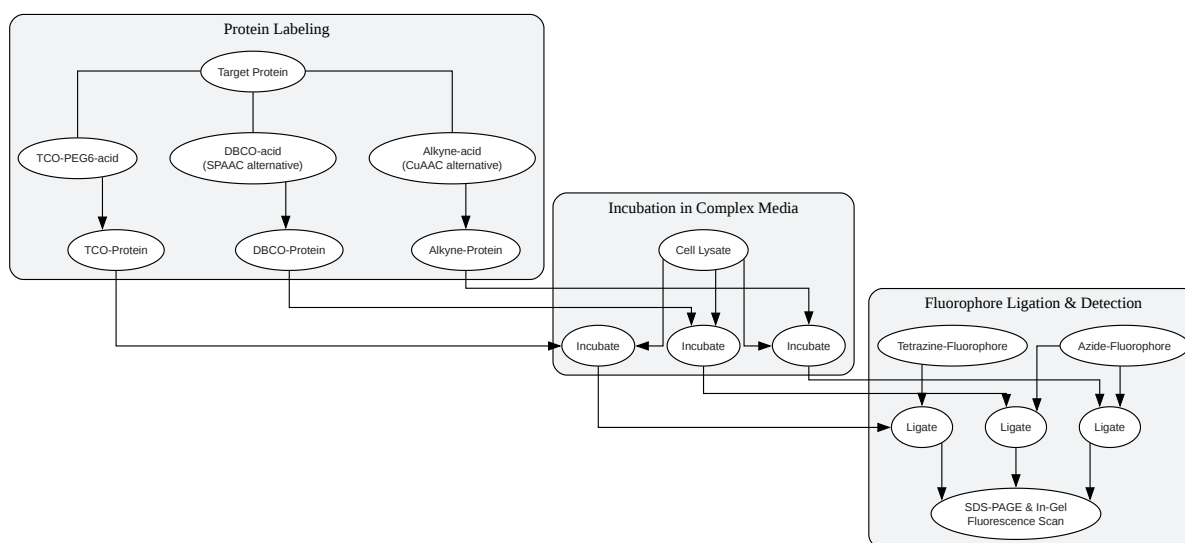 Protein Labeling
Target Protein
TCO-PEG6-acid
DBCO-acid
(SPAAC alternative)
Alkyne-acid
(CuAAC alternative)
TCO-Protein
DBCO-Protein
Alkyne-Protein
Incubation in Complex Media
Cell Lysate
Incubate
Incubate
Incubate
Fluorophore Ligation & Detection
Tetrazine-Fluorophore
Azide-Fluorophore
Ligate
Ligate
Ligate
SDS-PAGE & In-Gel
Fluorescence Scan